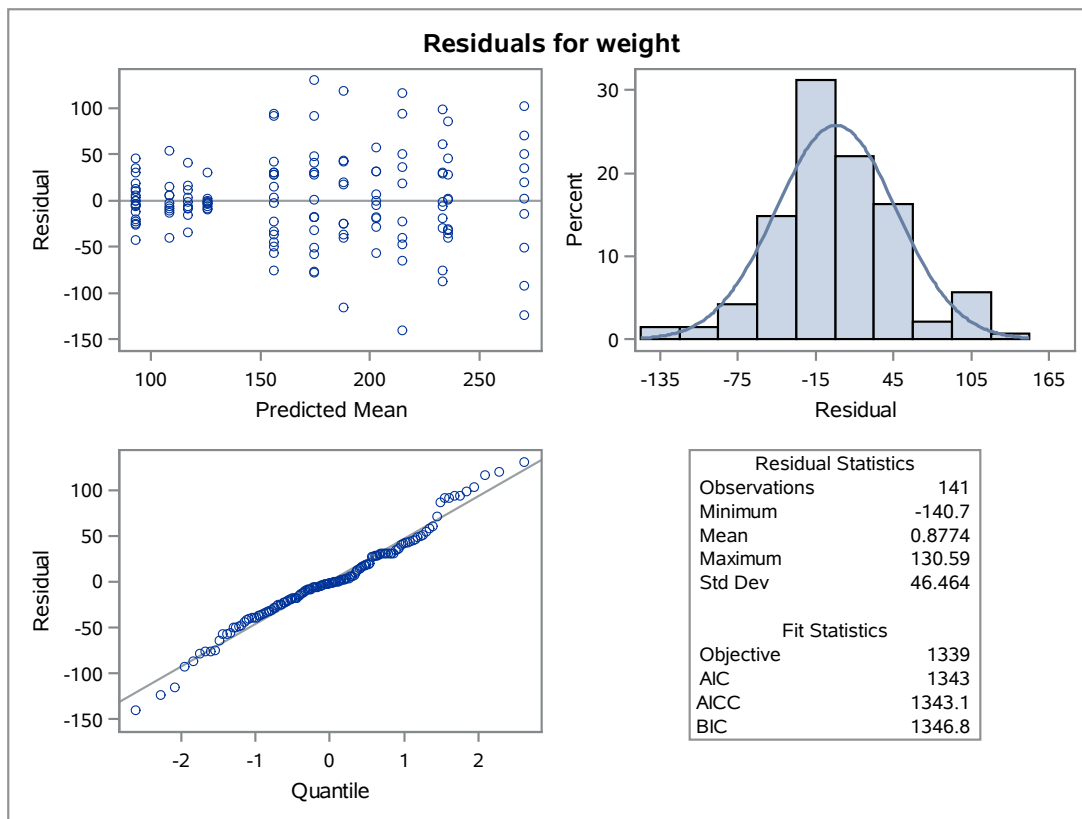 Residuals for weight
100
50
0
-50
-100
-150
Residual
100
150
200
250
Predicted Mean
30
20
10
0
Percent
-135
-75
-15
45
105
165
Residual
100
50
0
-50
-100
-150
Residual
-2
-1
0
1
2
Quantile
Residual Statistics
Observations 141
Minimum -140.7
Mean 0.8774
Maximum 130.59
Std Dev 46.464
Fit Statistics
Objective 1339
AIC 1343
AICC 1343.1
BIC 1346.8